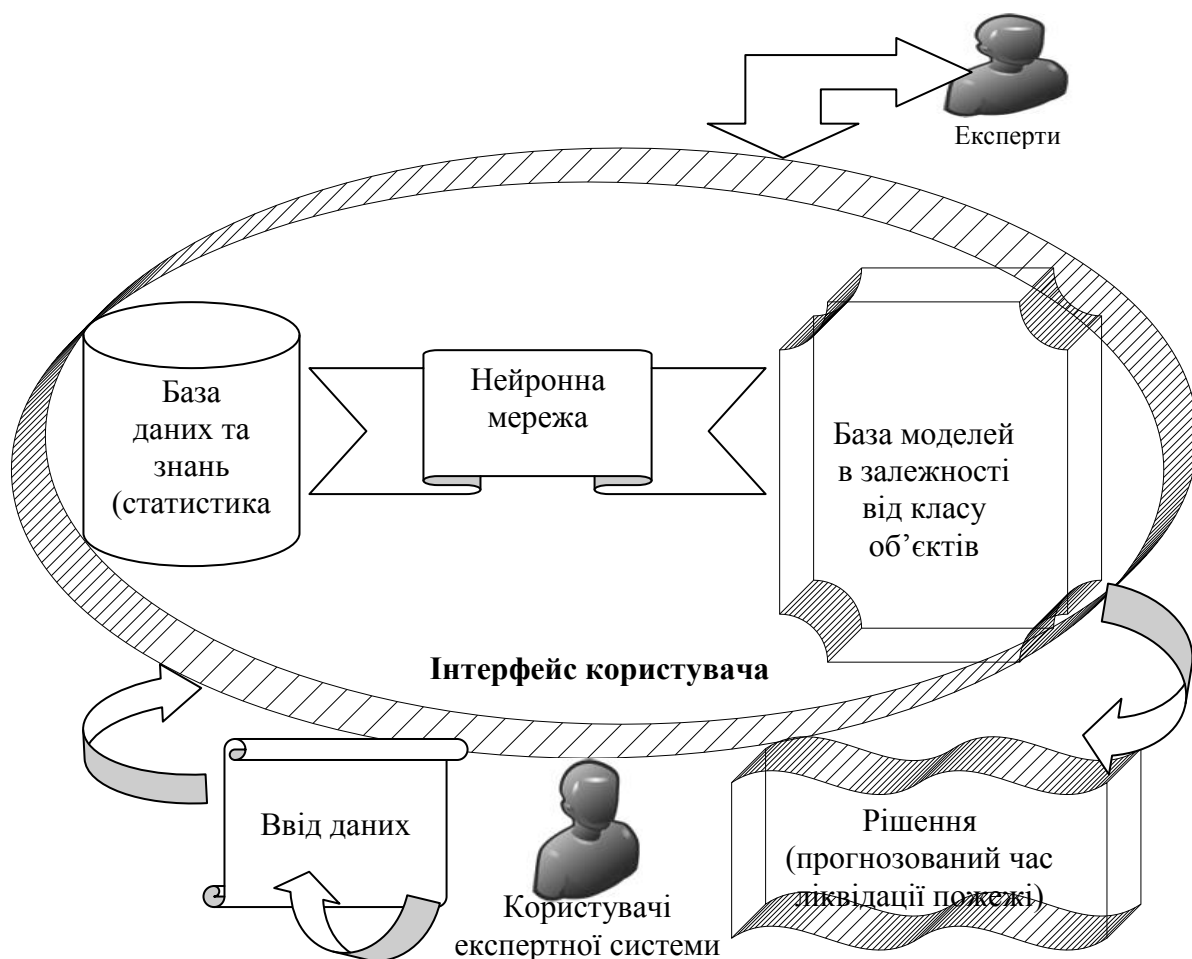 Експерти
База
даних та
знань
(статистика
Нейронна
мережа
База моделей
в залежності
від класу
об’єктів
Інтерфейс користувача
Ввід даних
Користувачі
експертної системи
Рішення
(прогнозований час
ліквідації пожежі)